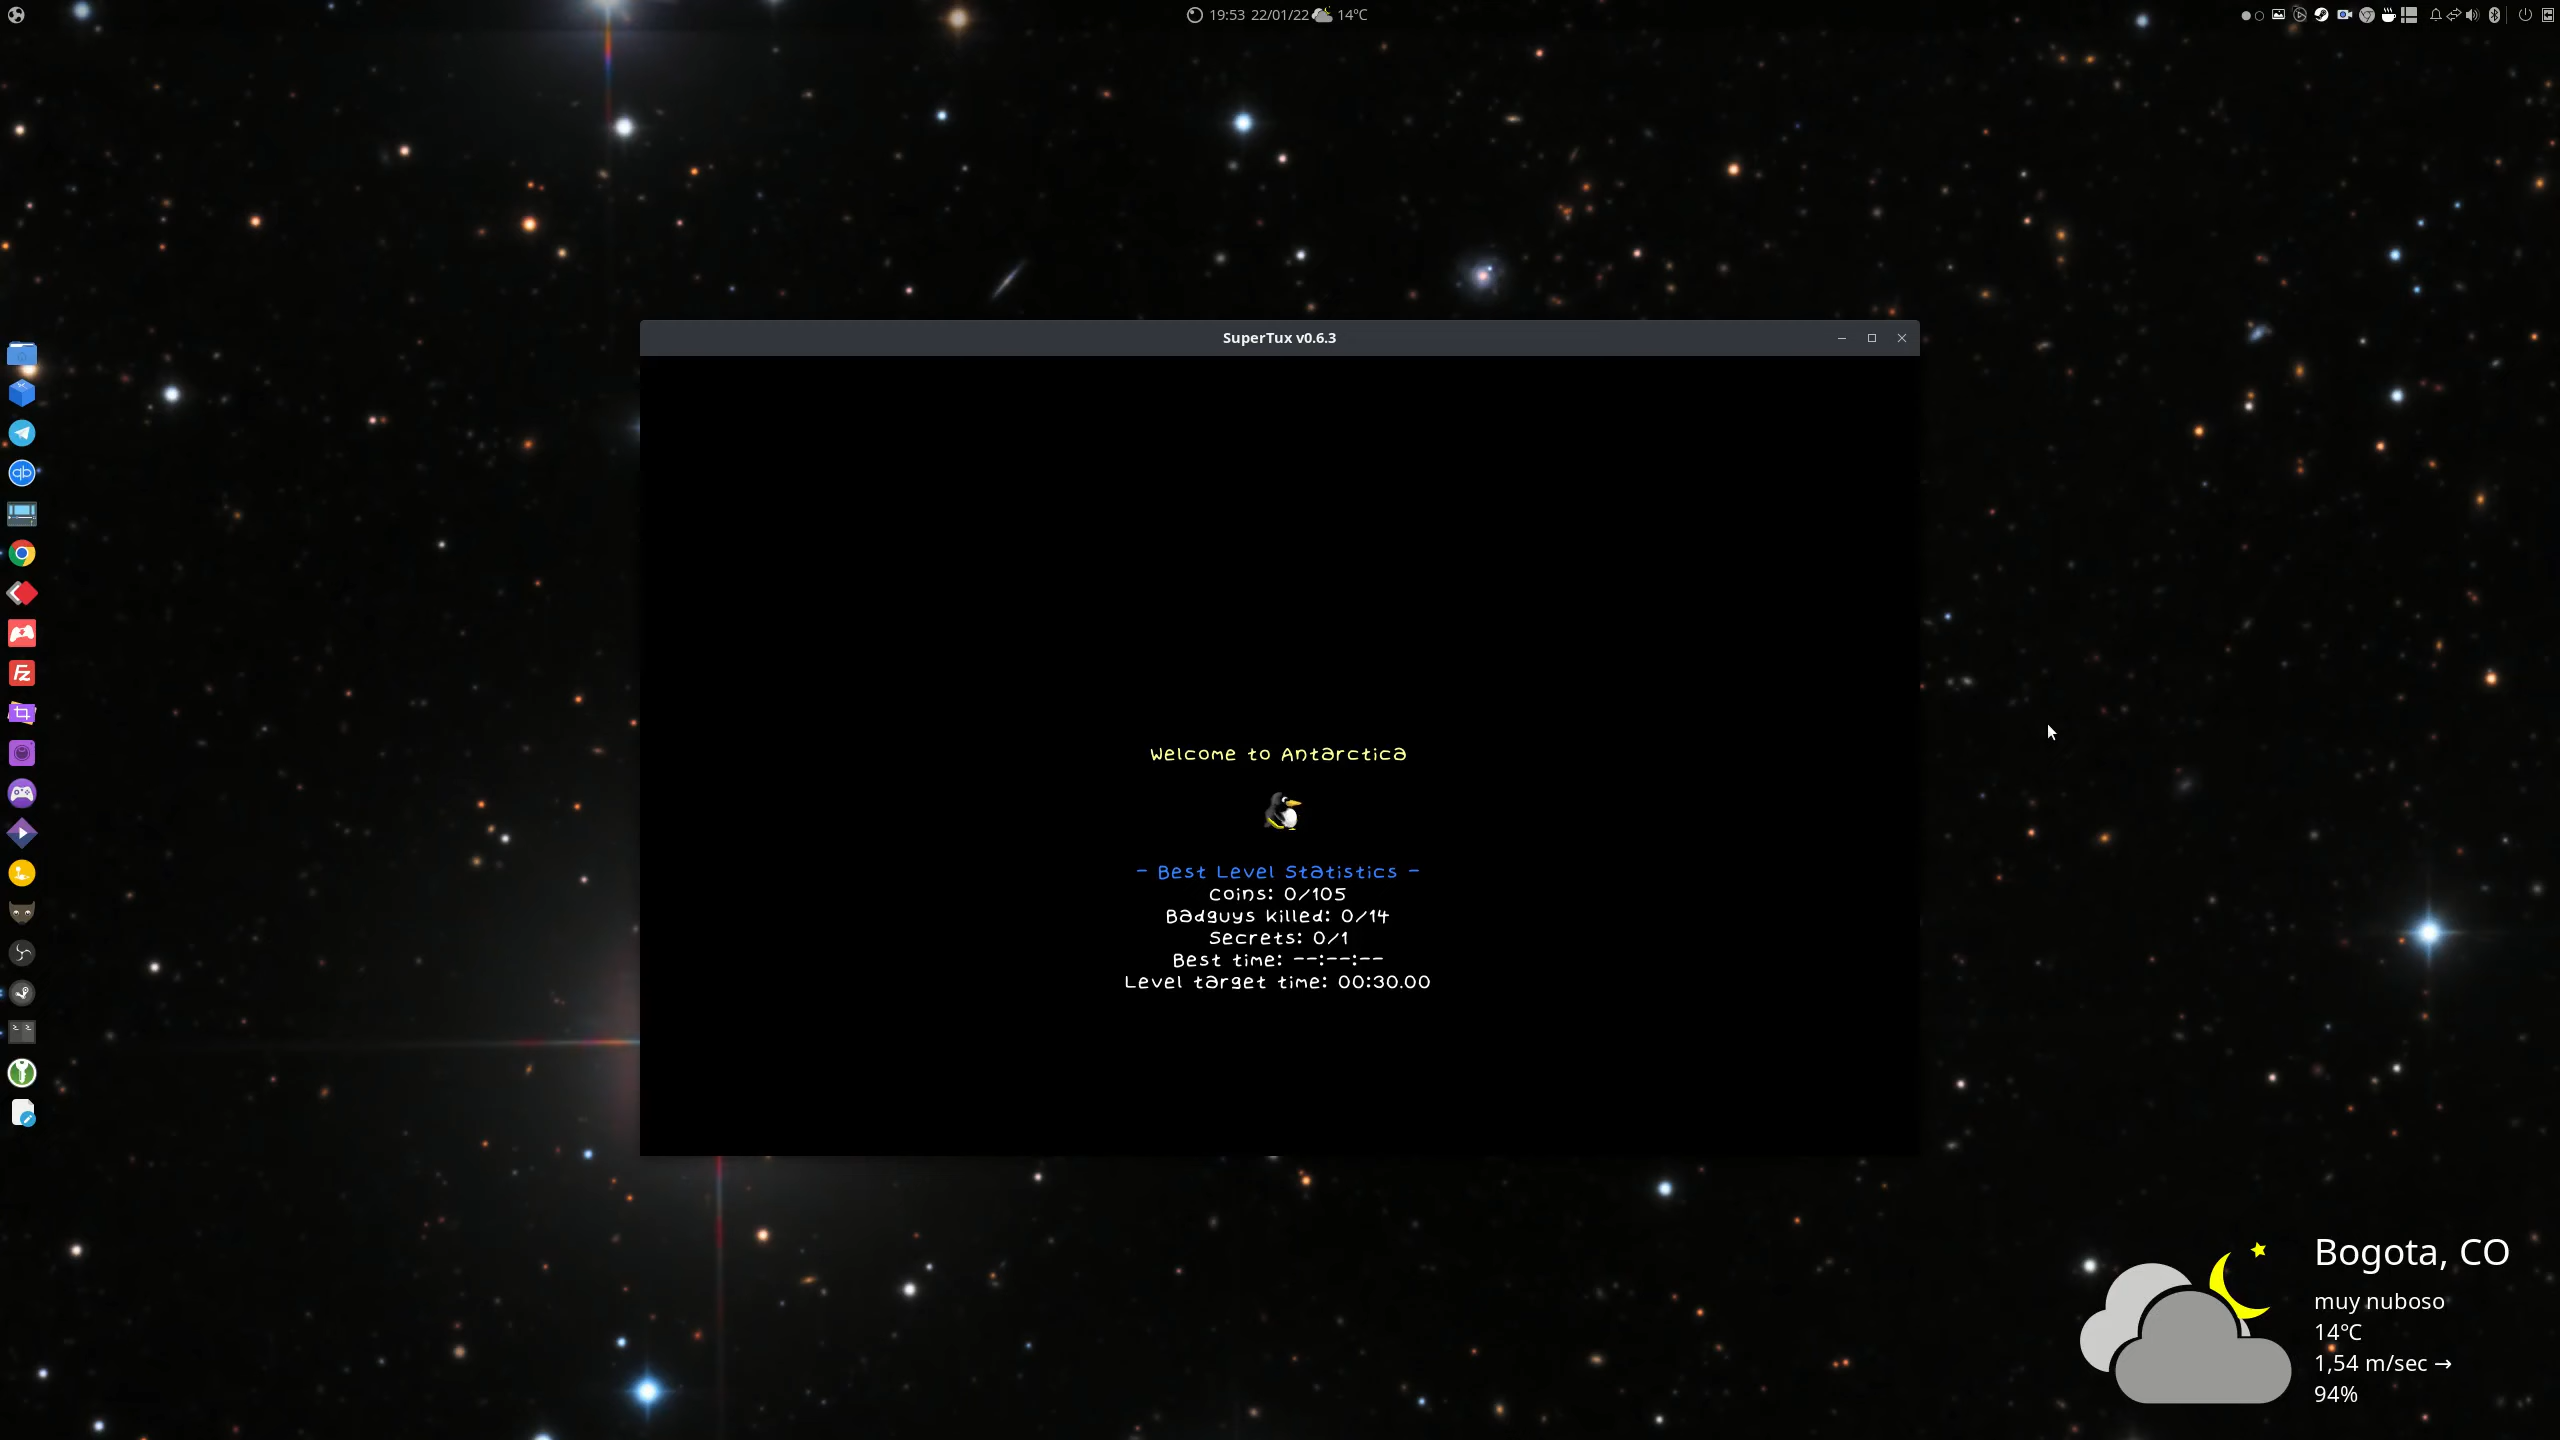 19:53 22/01/22 14°C
SuperTux v0.6.3
Welcome to Antarctica
- Best Level Statistics -
Coins: 0/105
Badguys killed: 0/14
Secrets: 0/1
Best time: --:--:--
Level target time: 00:30.00
Bogota, CO
muy nuboso
14°C
1,54 m/sec →
94%